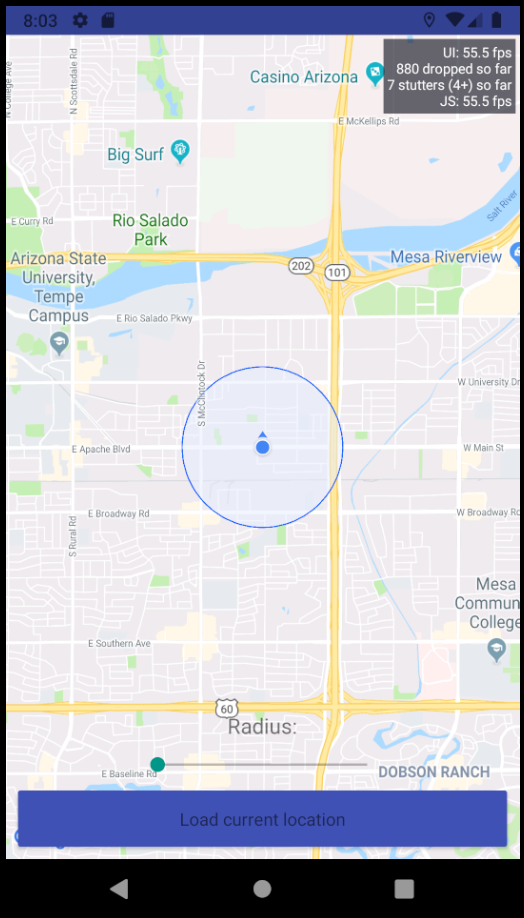 8:03
UI: 55.5 fps
880 dropped so far
7 stutters (4+) so far
JS: 55.5 fps
N College Ave
N Scottsdale Rd
Casino Arizona
E McKellips Rd
Big Surf
Salt River
E Curry Rd
Rio Salado
Park
Arizona State
University,
Tempe
Campus
202
101
Mesa Riverview
E Rio Salado Pkwy
S McClintock Dr
W University Dr
E Apache Blvd
W Main St
E Broadway Rd
W Broadway Rd
S Rural Rd
Mesa
Commun
College
E Southern Ave
60
Radius:
E Baseline Rd
DOBSON RANCH
Load current location